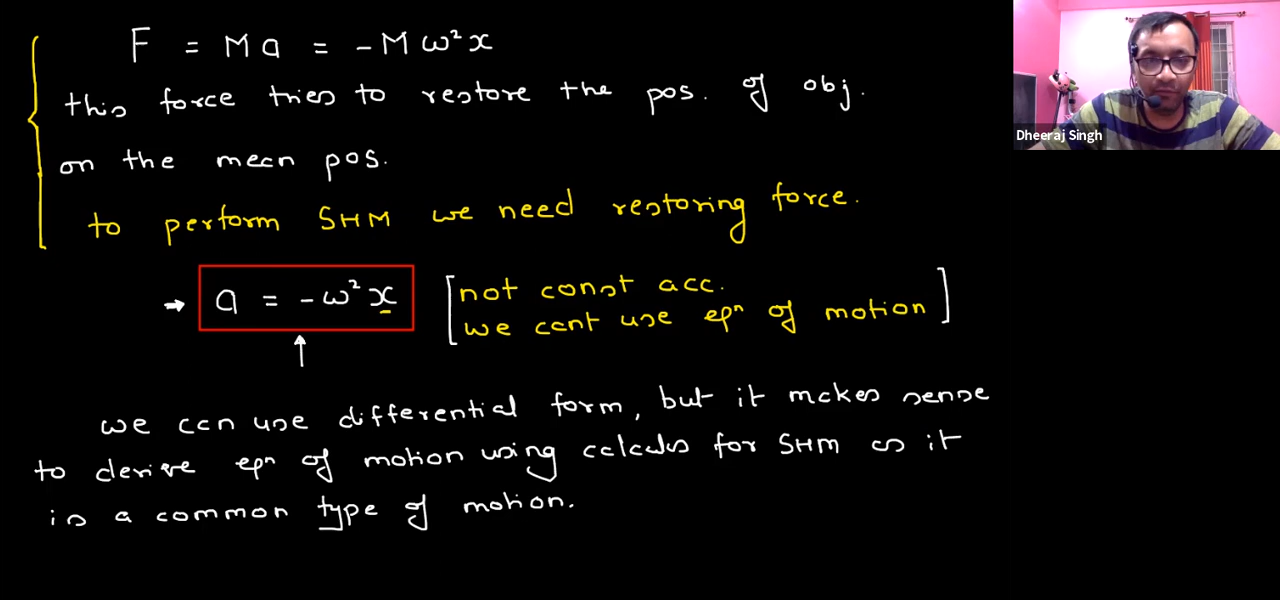 F = Ma = -Mω²x
this force tries to restore the pos. of obj.
on the mean pos.
to perform SHM we need restoring force.
→ a = -ω²x [not const acc.
we cant use eqⁿ of motion]
↑
we can use differential form, but it makes sense
to derive eqⁿ of motion using calculus for SHM as it
is a common type of motion.
Dheeraj Singh